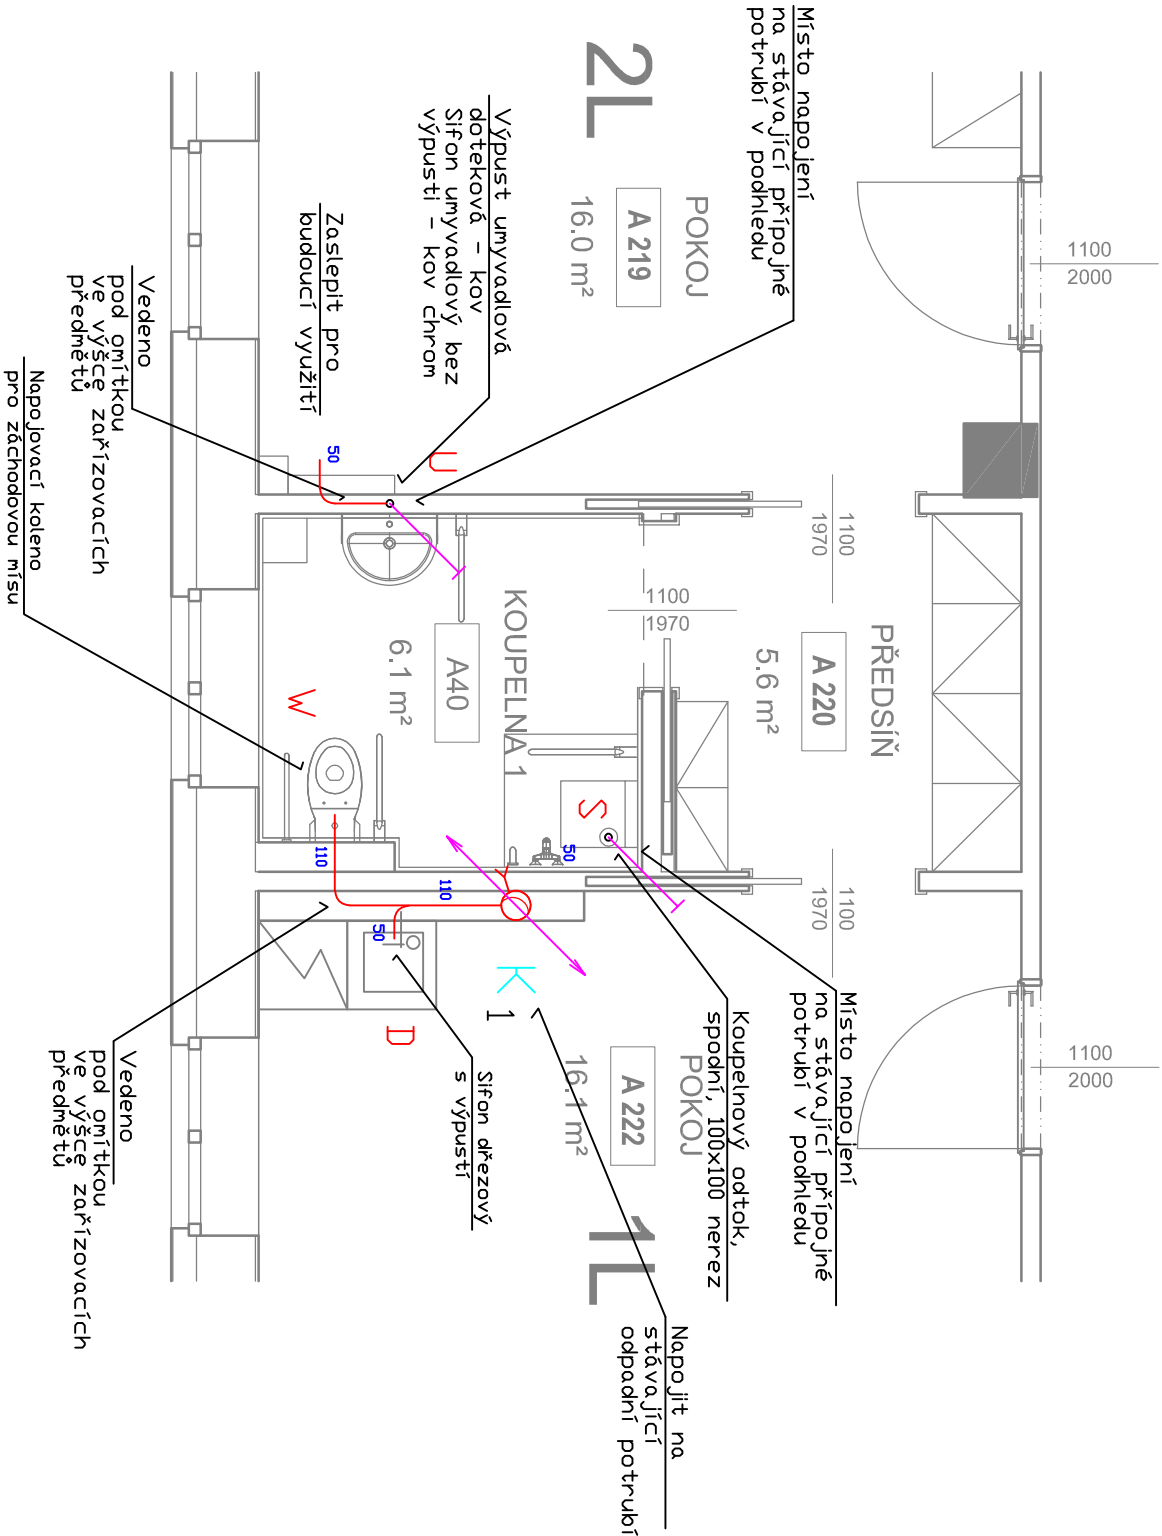 Místo napojení
na stávající přípojné
potrubí v podhledu
2L
POKOJ
A 219
16.0 m²
1100
2000
Výpust umyvadlová
doteková - kov
Sifon umyvadlový bez
výpusti - kov chrom
Zaslepit pro
budoucí využití
Vedeno
pod omítkou
ve výšce zařízovacích
předmětů
Napojovací koleno
pro záchodovou mísu
50
U
1100
1970
1100
1970
PŘEDSÍŇ
A 220
5.6 m²
KOUPELNA 1
A40
6.1 m²
W
S
50
110
110
50
1100
1970
K 1
D
Místo napojení
na stávající přípojné
potrubí v podhledu
Koupelnový odtok,
spodní, 100x100 nerez
POKOJ
A 222
16.1 m²
1100
2000
Sifon dřezový
s výpustí
Vedeno
pod omítkou
ve výšce zařízovacích
předmětů
1L
Napojit na
stávající
odpadní potrubí